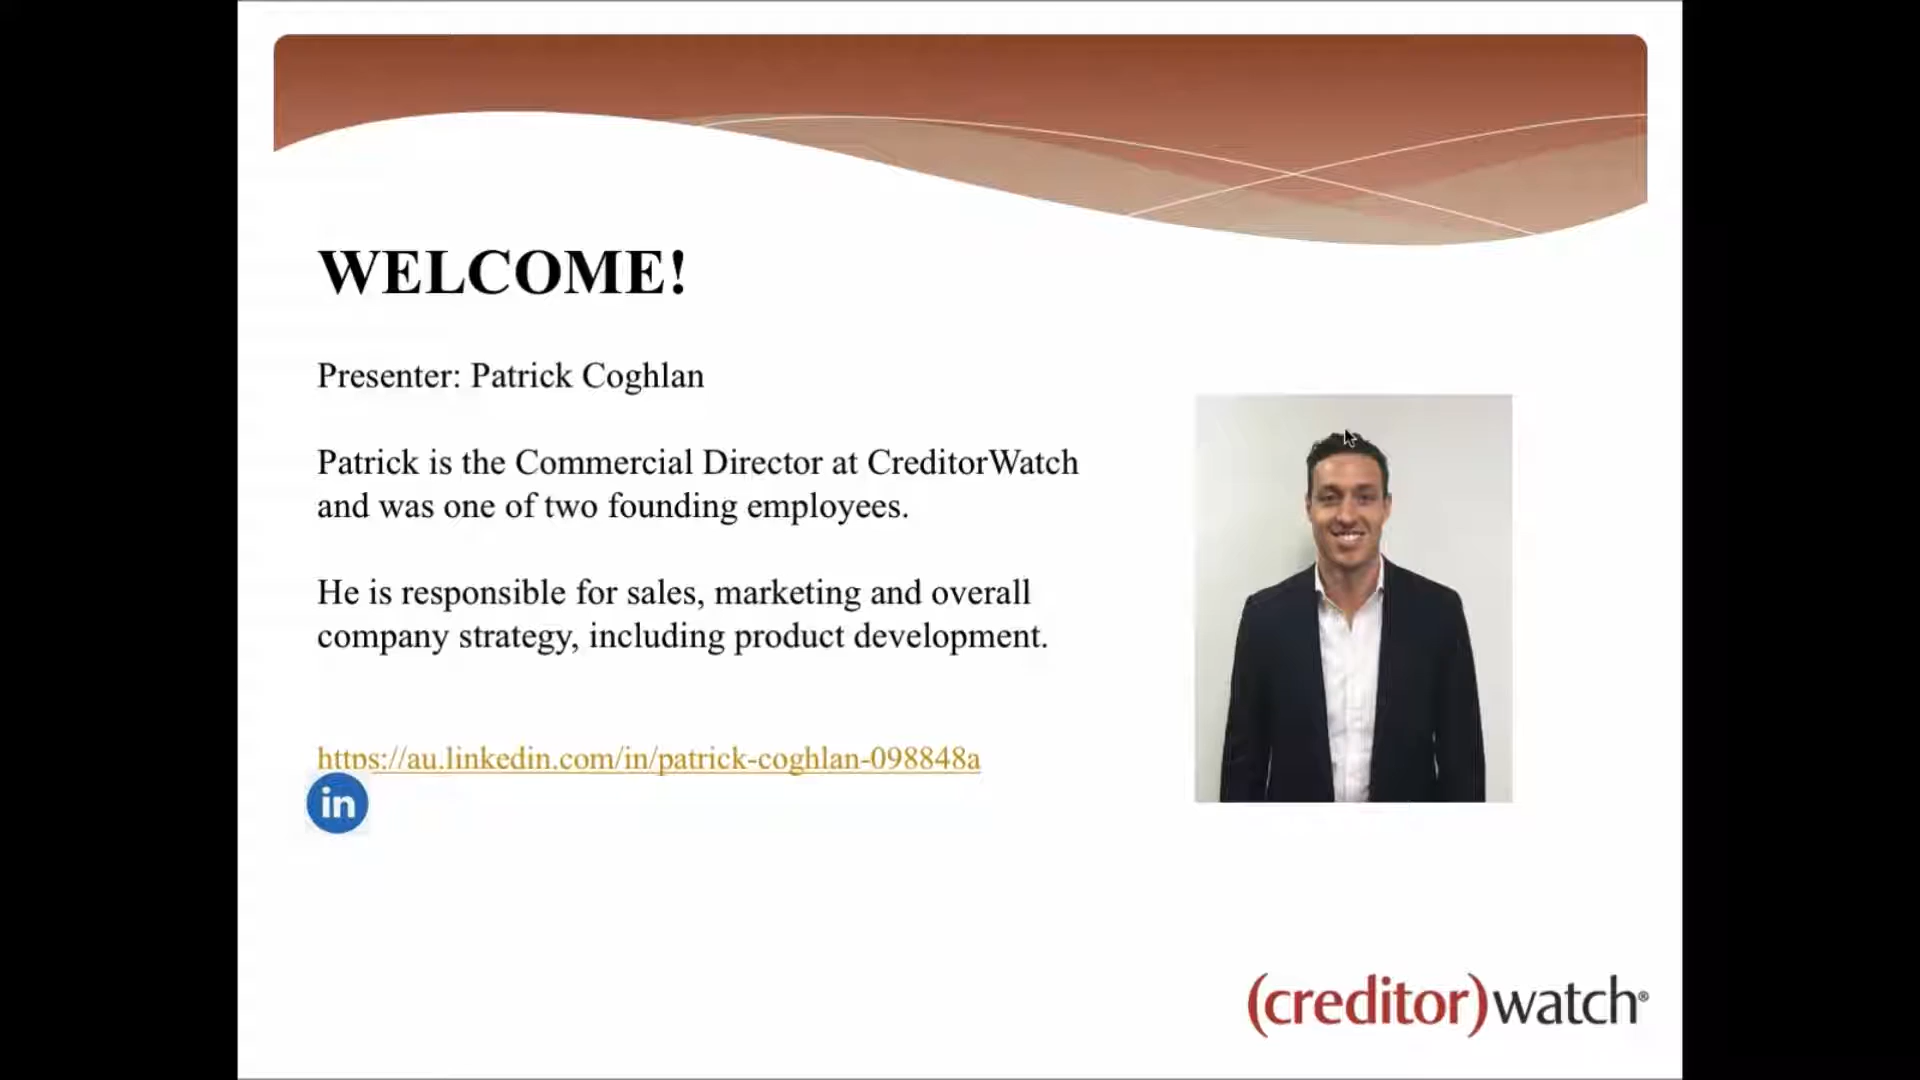 WELCOME!
Presenter: Patrick Coghlan
Patrick is the Commercial Director at CreditorWatch
and was one of two founding employees.
He is responsible for sales, marketing and overall
company strategy, including product development.
https://au.linkedin.com/in/patrick-coghlan-098848a
in
(creditor)watch®